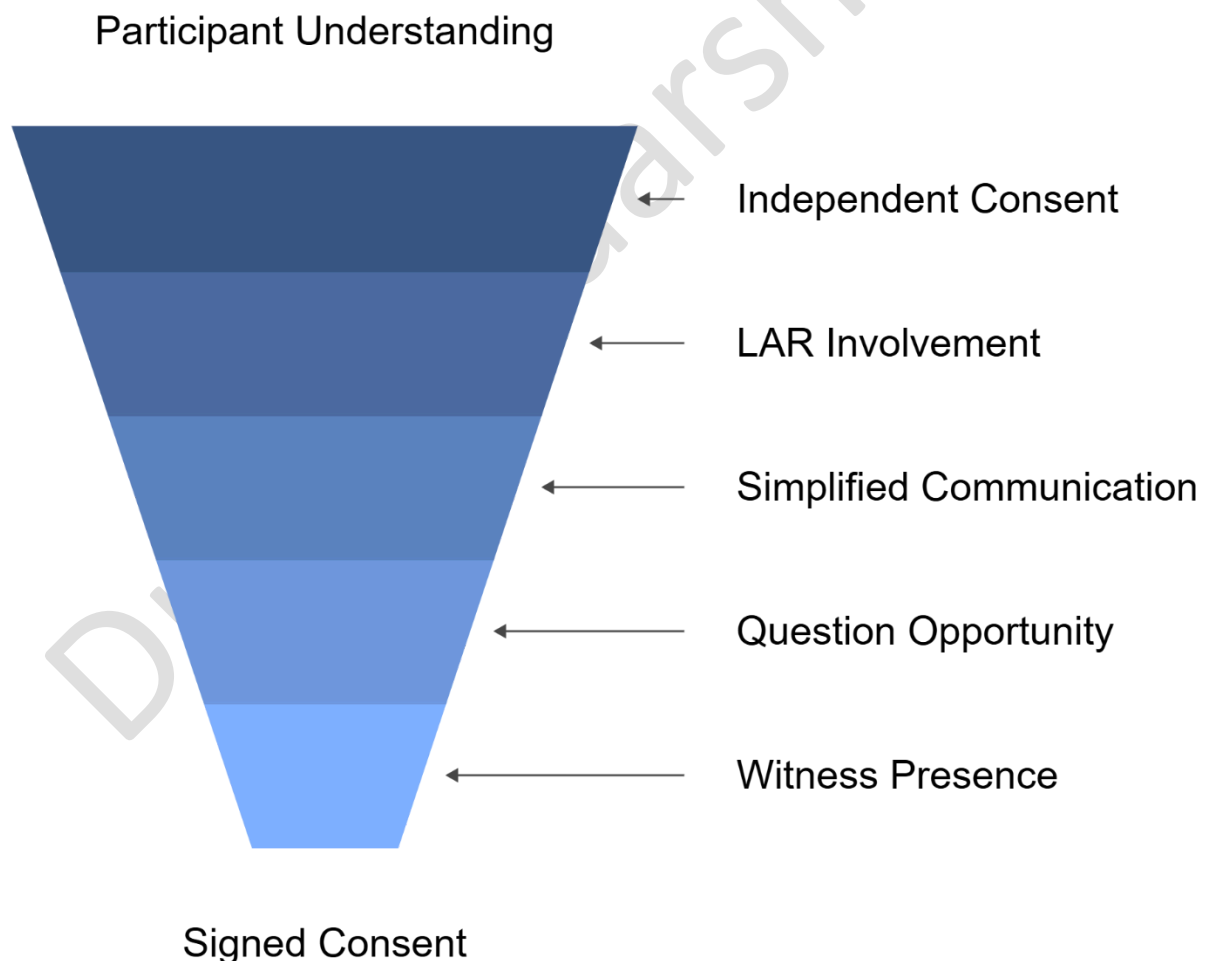 Participant Understanding
Independent Consent
LAR Involvement
Simplified Communication
Question Opportunity
Witness Presence
Signed Consent